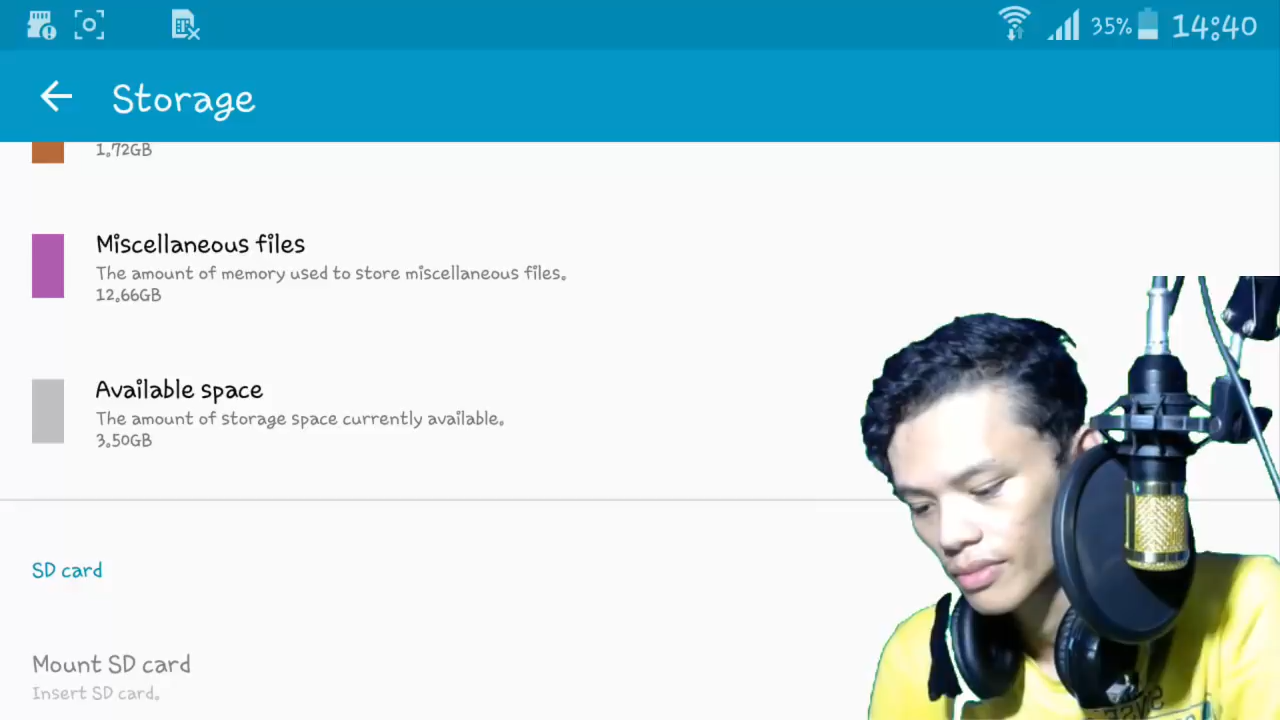 35% 14:40
Storage
1.72GB
Miscellaneous files
The amount of memory used to store miscellaneous files.
12.66GB
Available space
The amount of storage space currently available.
3.50GB
SD card
Mount SD card
Insert SD card.